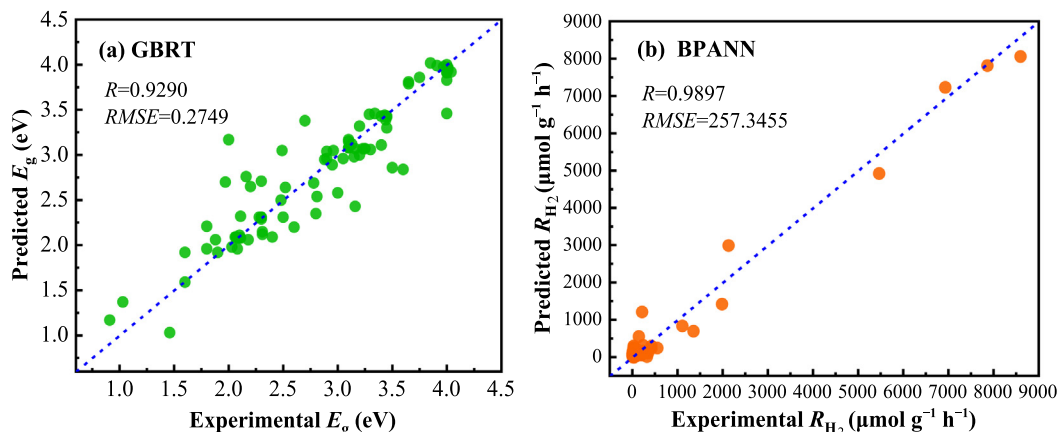 (a) GBRT
R=0.9290
RMSE=0.2749
Predicted E_g (eV)
4.5
4.0
3.5
3.0
2.5
2.0
1.5
1.0
1.0 1.5 2.0 2.5 3.0 3.5 4.0 4.5
Experimental E_g (eV)
(b) BPANN
R=0.9897
RMSE=257.3455
Predicted R_H₂ (μmol g⁻¹ h⁻¹)
9000
8000
7000
6000
5000
4000
3000
2000
1000
0
0 1000 2000 3000 4000 5000 6000 7000 8000 9000
Experimental R_H₂ (μmol g⁻¹ h⁻¹)